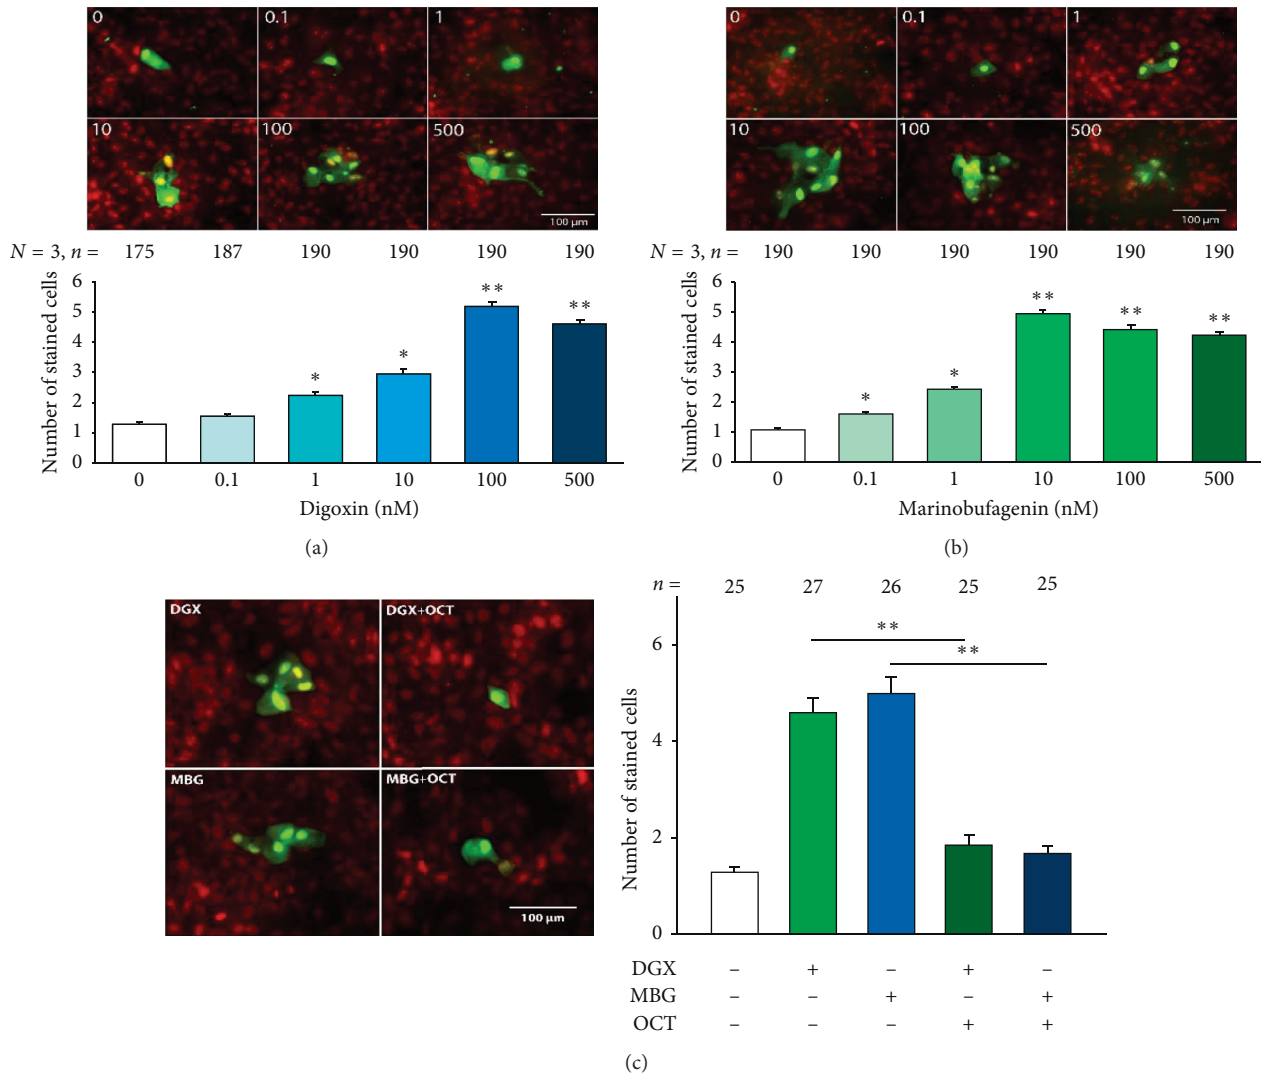 0 0.1 1
10 100 500
100 µm
N = 3, n = 175 187 190 190 190 190
Number of stained cells
6
5
4
3
2
1
0
* * ** **
0 0.1 1 10 100 500
Digoxin (nM)
(a)
0 0.1 1
10 100 500
100 µm
N = 3, n = 190 190 190 190 190 190
Number of stained cells
6
5
4
3
2
1
0
* * ** ** **
0 0.1 1 10 100 500
Marinobufagenin (nM)
(b)
DGX DGX+OCT
MBG MBG+OCT
100 µm
n = 25 27 26 25 25
Number of stained cells
6
4
2
0
**
**
DGX – + – + –
MBG – – + – +
OCT – – – + +
(c)